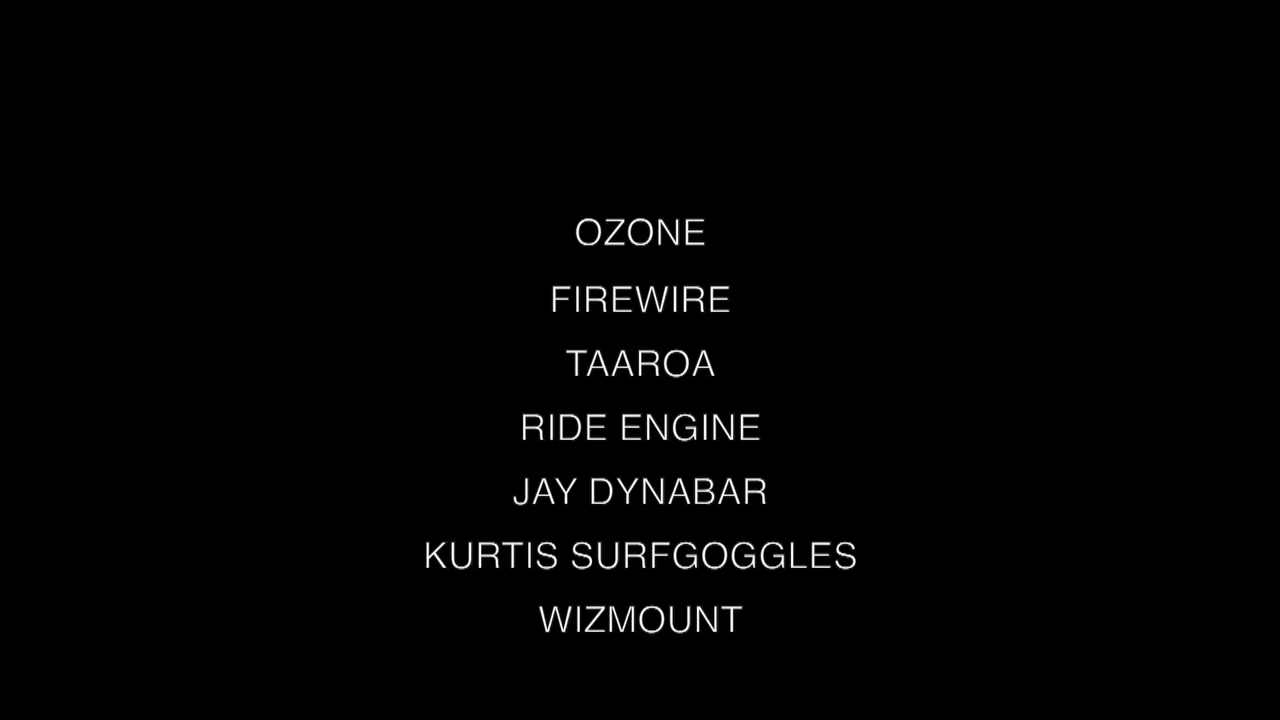 OZONE
FIREWIRE
TAAROA
RIDE ENGINE
JAY DYNABAR
KURTIS SURFGOGGLES
WIZMOUNT